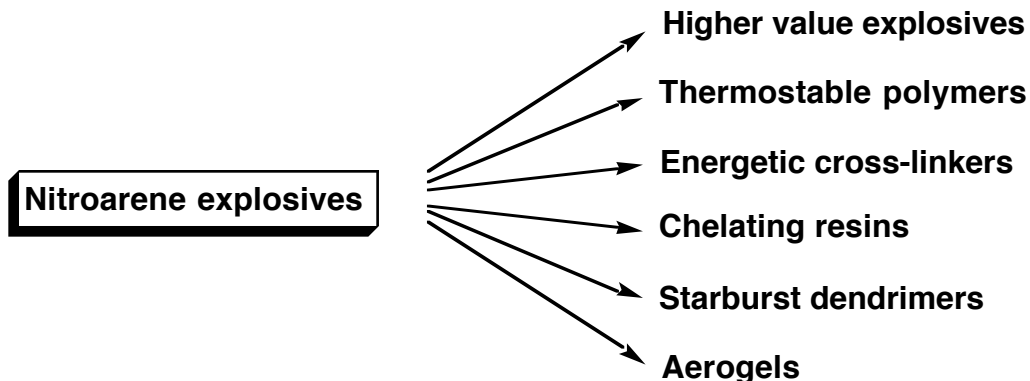 Higher value explosives
Thermostable polymers
Energetic cross-linkers
Nitroarene explosives
Chelating resins
Starburst dendrimers
Aerogels